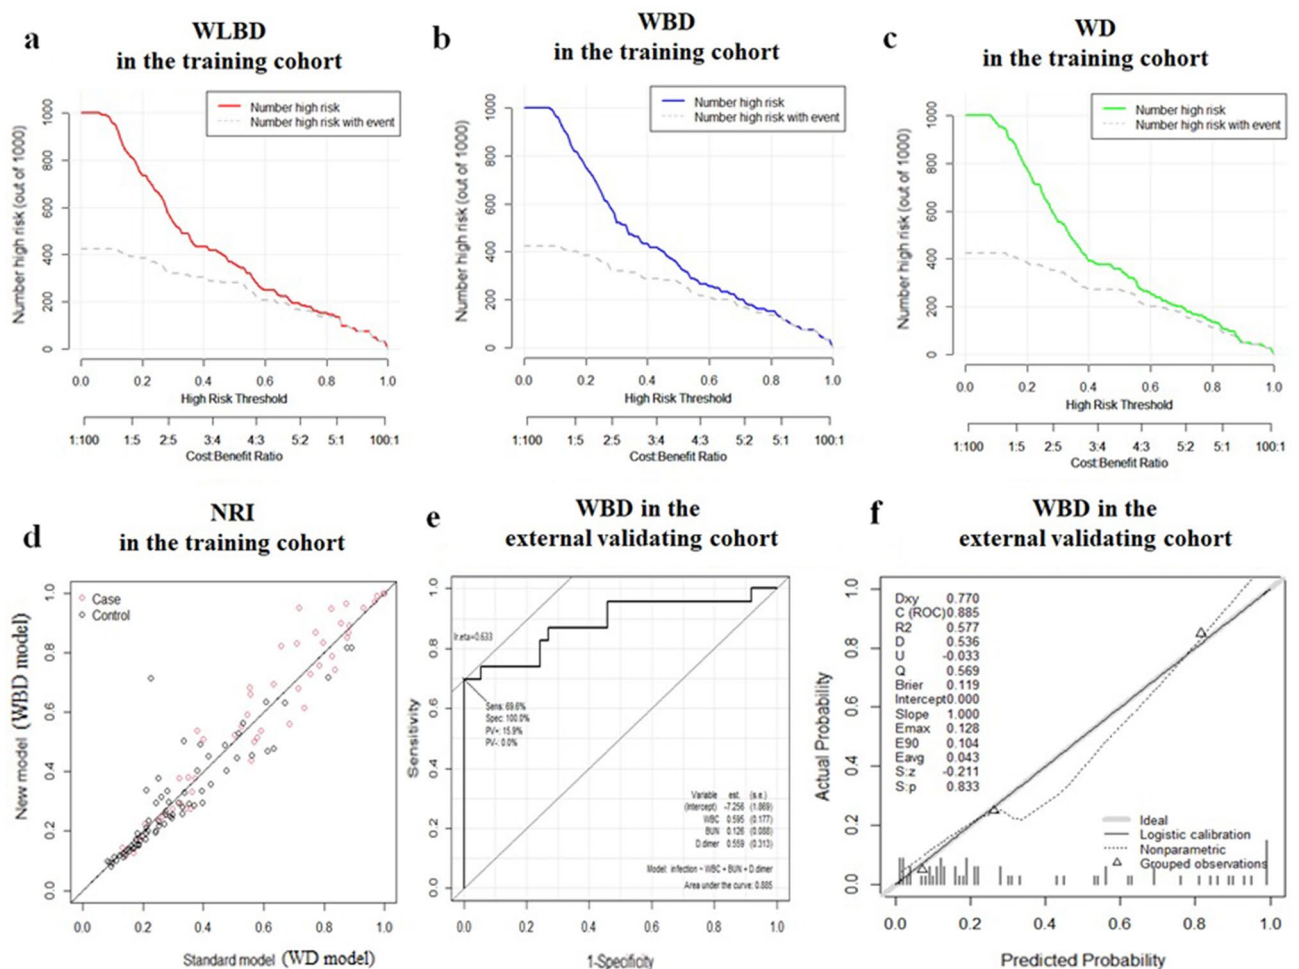 a
WLBD
in the training cohort
Number high risk
Number high risk with event
Number high risk (out of 1000)
0 200 400 600 800 1000
0.0 0.2 0.4 0.6 0.8 1.0
High Risk Threshold
1:100 1:5 2:5 3:4 4:3 5:2 5:1 100:1
Cost:Benefit Ratio
b
WBD
in the training cohort
Number high risk
Number high risk with event
Number high risk (out of 1000)
0 200 400 600 800 1000
0.0 0.2 0.4 0.6 0.8 1.0
High Risk Threshold
1:100 1:5 2:5 3:4 4:3 5:2 5:1 100:1
Cost:Benefit Ratio
c
WD
in the training cohort
Number high risk
Number high risk with event
Number high risk (out of 1000)
0 200 400 600 800 1000
0.0 0.2 0.4 0.6 0.8 1.0
High Risk Threshold
1:100 1:5 2:5 3:4 4:3 5:2 5:1 100:1
Cost:Benefit Ratio
d
NRI
in the training cohort
Case
Control
New model (WBD model)
0.0 0.2 0.4 0.6 0.8 1.0
0.0 0.2 0.4 0.6 0.8 1.0
Standard model (WD model)
e
WBD in the
external validating cohort
lr.eta=0.633
Sens: 69.6%
Spec: 100.0%
PV+: 15.9%
PV-: 0.0%
Variable est. (s.e.)
(Intercept) -7.256 (1.869)
WBC 0.595 (0.177)
BUN 0.126 (0.088)
D.dimer 0.559 (0.313)
Model: infection ~ WBC + BUN + D.dimer
Area under the curve: 0.885
Sensitivity
0.0 0.2 0.4 0.6 0.8 1.0
0.0 0.2 0.4 0.6 0.8 1.0
1-Specificity
f
WBD in the
external validating cohort
Dxy 0.770
C (ROC) 0.885
R2 0.577
D 0.536
U -0.033
Q 0.569
Brier 0.119
Intercept 0.000
Slope 1.000
Emax 0.128
E90 0.104
Eavg 0.043
S:z -0.211
S:p 0.833
Ideal
Logistic calibration
Nonparametric
Grouped observations
Actual Probability
0.0 0.2 0.4 0.6 0.8 1.0
0.0 0.2 0.4 0.6 0.8 1.0
Predicted Probability